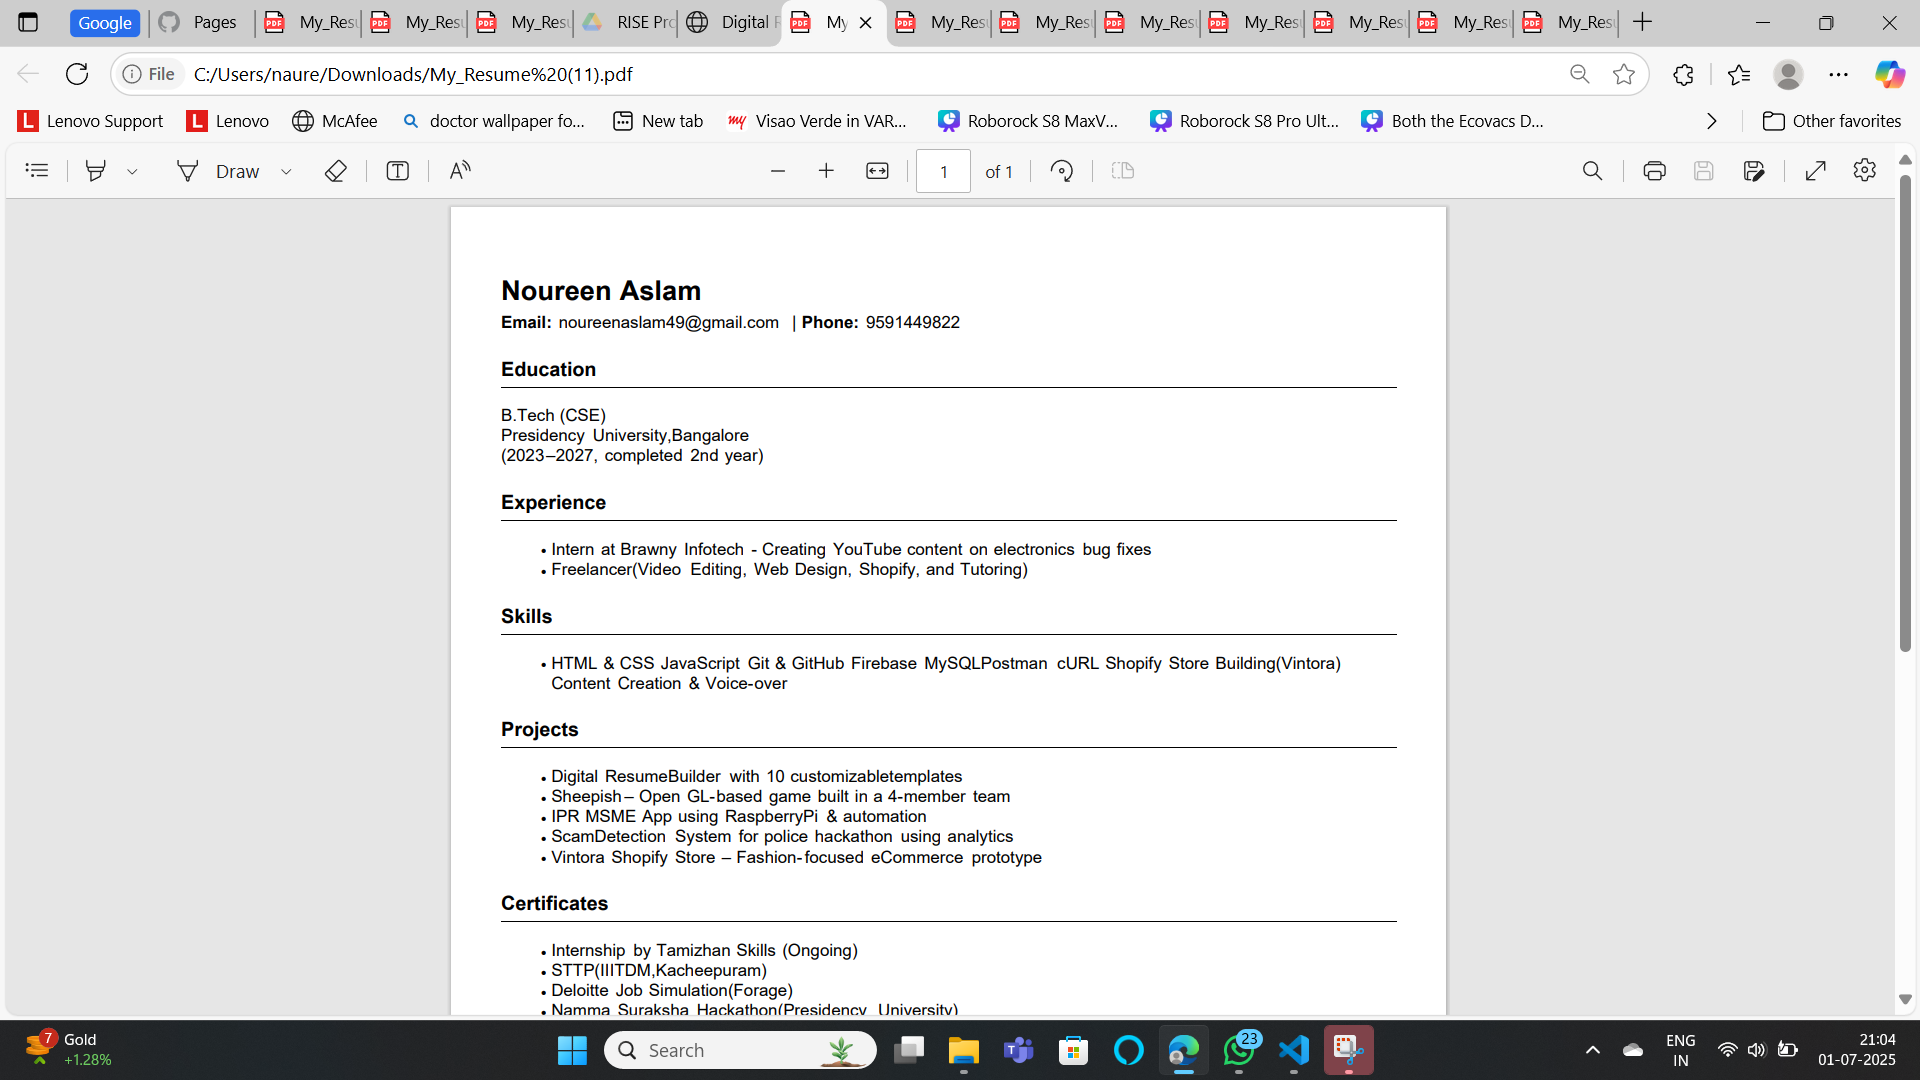 Google
Pages
My_Resu
My_Resu
My_Resu
RISE Pro
Digital R
My_
My_Resu
My_Resu
My_Resu
My_Resu
My_Resu
My_Resu
My_Resu
File C:/Users/naure/Downloads/My_Resume%20(11).pdf
Lenovo Support
Lenovo
McAfee
doctor wallpaper fo...
New tab
Visao Verde in VAR...
Roborock S8 MaxV...
Roborock S8 Pro Ult...
Both the Ecovacs D...
Other favorites
Draw
1 of 1
Noureen Aslam
Email: noureenaslam49@gmail.com | Phone: 9591449822
Education
B.Tech (CSE)
Presidency University,Bangalore
(2023–2027, completed 2nd year)
Experience
• Intern at Brawny Infotech - Creating YouTube content on electronics bug fixes
• Freelancer(Video Editing, Web Design, Shopify, and Tutoring)
Skills
• HTML & CSS JavaScript Git & GitHub Firebase MySQLPostman cURL Shopify Store Building(Vintora)
Content Creation & Voice-over
Projects
• Digital ResumeBuilder with 10 customizabletemplates
• Sheepish – Open GL-based game built in a 4-member team
• IPR MSME App using RaspberryPi & automation
• ScamDetection System for police hackathon using analytics
• Vintora Shopify Store – Fashion-focused eCommerce prototype
Certificates
• Internship by Tamizhan Skills (Ongoing)
• STTP(IIITDM,Kacheepuram)
• Deloitte Job Simulation(Forage)
• Namma Suraksha Hackathon(Presidency University)
7
Gold
+1.28%
Search
23
ENG
IN
21:04
01-07-2025